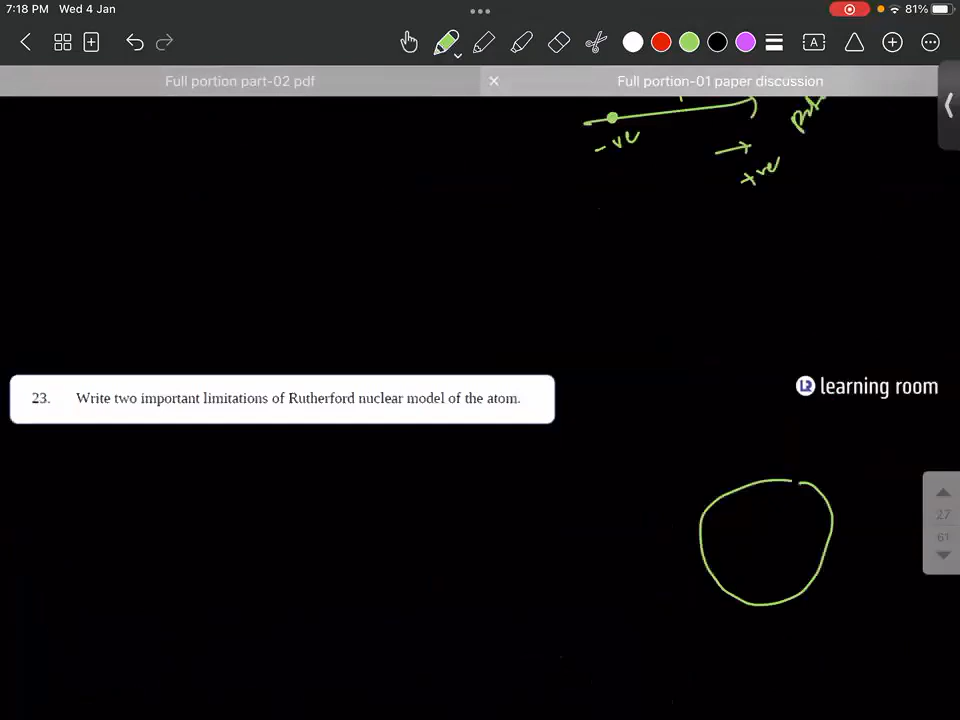 7:18 PM Wed 4 Jan
81%
A
Full portion part-02 pdf
Full portion-01 paper discussion
-ve
+ve
23. Write two important limitations of Rutherford nuclear model of the atom.
LR learning room
27
61